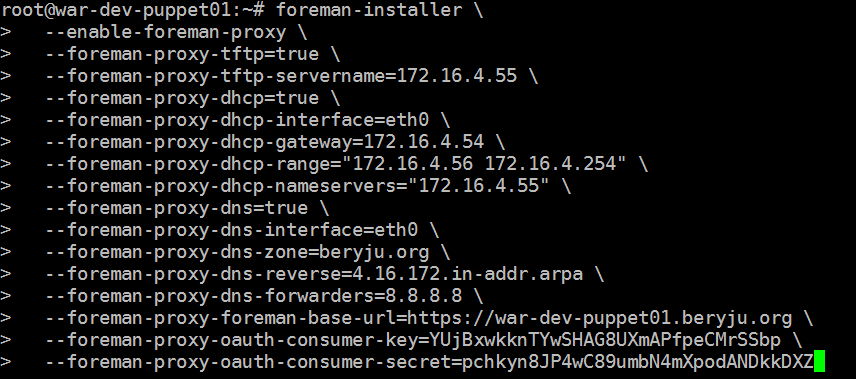 root@war-dev-puppet01:~# foreman-installer \
>   --enable-foreman-proxy \
>   --foreman-proxy-tftp=true \
>   --foreman-proxy-tftp-servername=172.16.4.55 \
>   --foreman-proxy-dhcp=true \
>   --foreman-proxy-dhcp-interface=eth0 \
>   --foreman-proxy-dhcp-gateway=172.16.4.54 \
>   --foreman-proxy-dhcp-range="172.16.4.56 172.16.4.254" \
>   --foreman-proxy-dhcp-nameservers="172.16.4.55" \
>   --foreman-proxy-dns=true \
>   --foreman-proxy-dns-interface=eth0 \
>   --foreman-proxy-dns-zone=beryju.org \
>   --foreman-proxy-dns-reverse=4.16.172.in-addr.arpa \
>   --foreman-proxy-dns-forwarders=8.8.8.8 \
>   --foreman-proxy-foreman-base-url=https://war-dev-puppet01.beryju.org \
>   --foreman-proxy-oauth-consumer-key=YUjBxwkknTYwSHAG8UXmAPfpeCMrSSbp \
>   --foreman-proxy-oauth-consumer-secret=pchkyn8JP4wC89umbN4mXpodANDkkDXZ